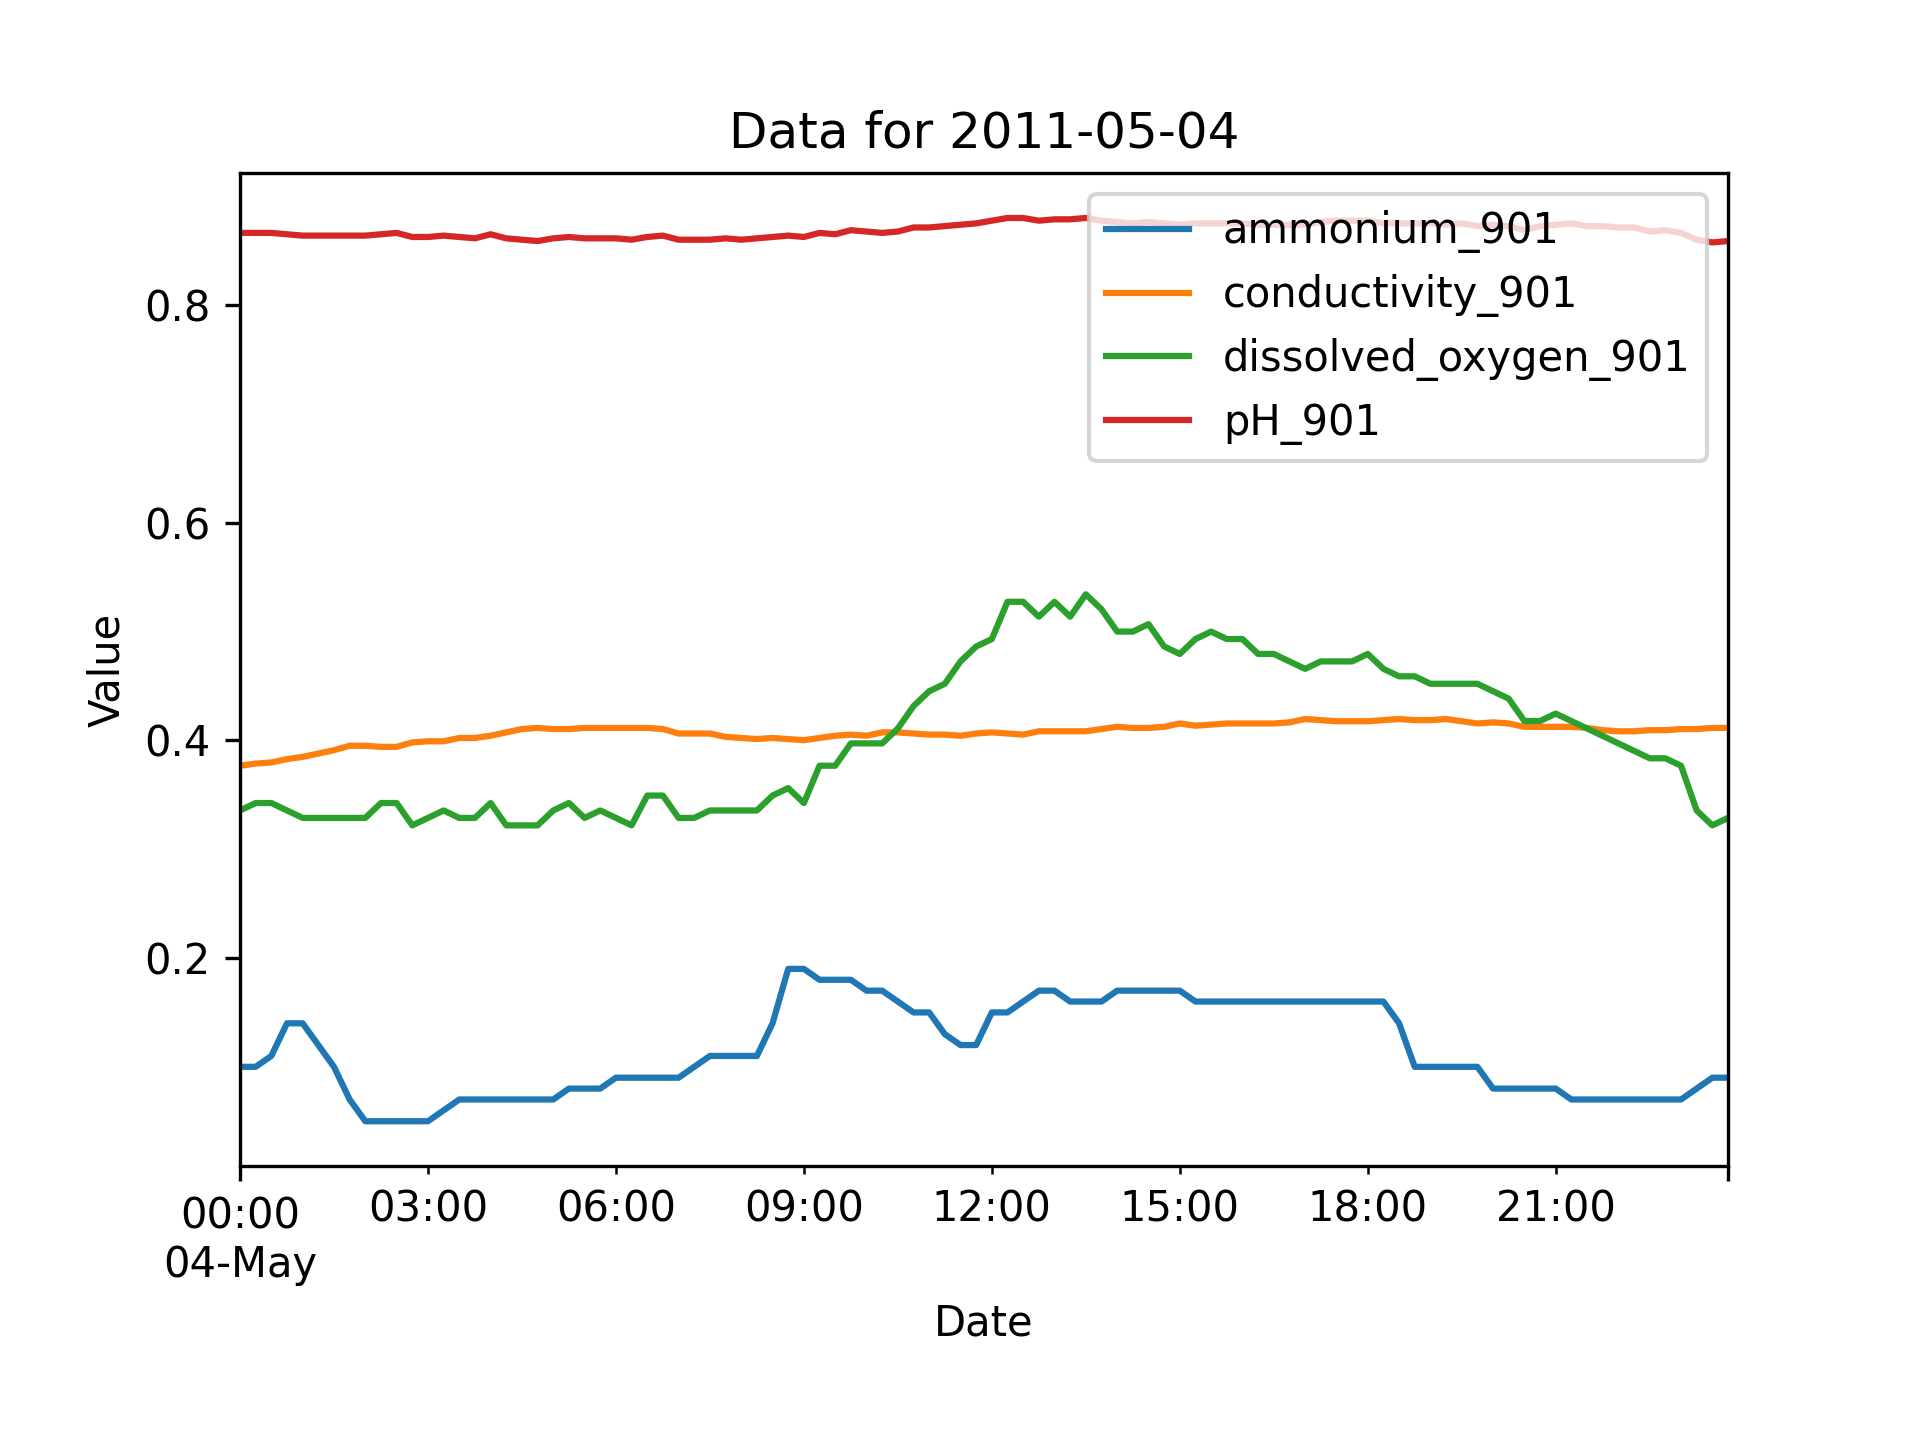 Data for 2011-05-04
ammonium_901
conductivity_901
dissolved_oxygen_901
pH_901
0.8
0.6
0.4
0.2
Value
00:00
04-May
03:00
06:00
09:00
12:00
15:00
18:00
21:00
Date